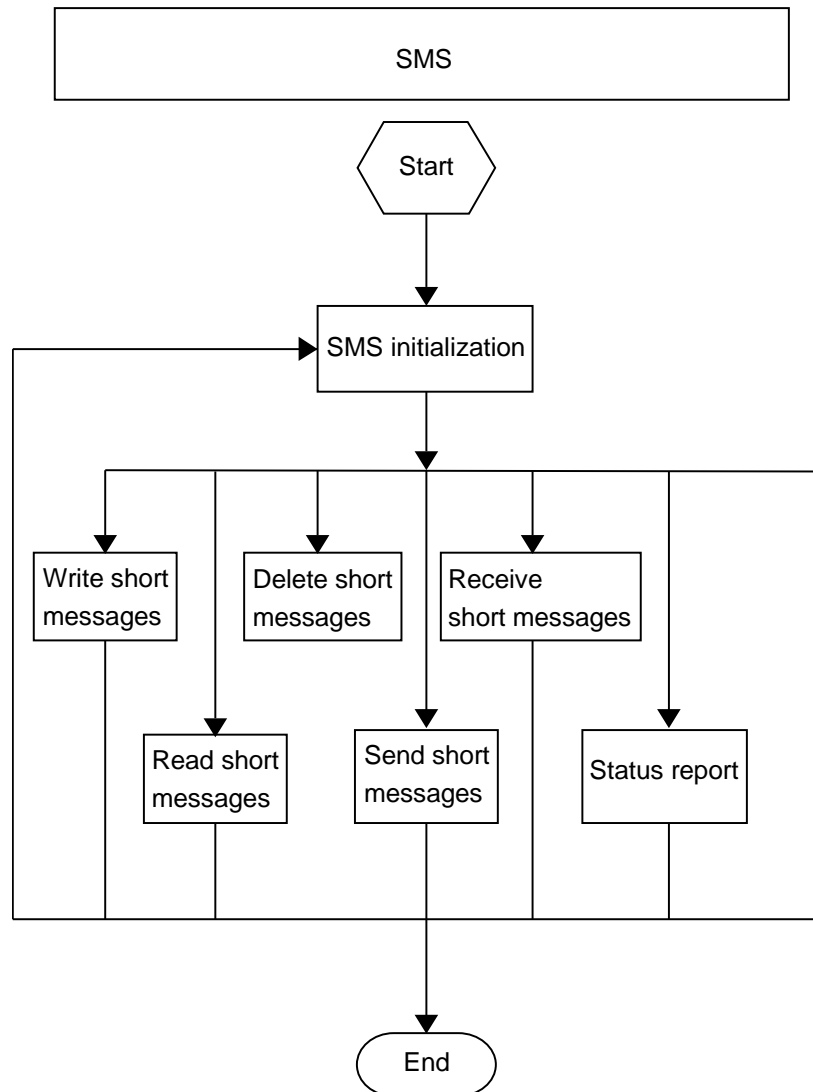 SMS
Start
SMS initialization
Write short
messages
Delete short
messages
Receive
short messages
Read short
messages
Send short
messages
Status report
End